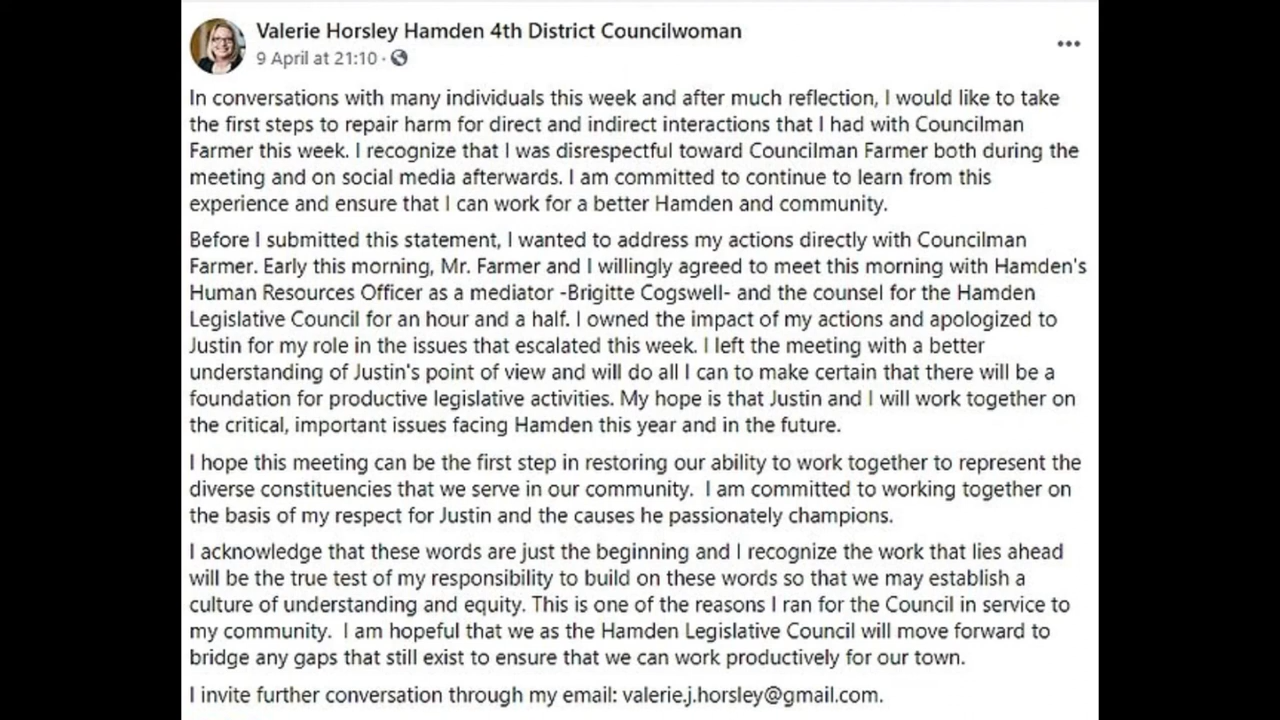 Valerie Horsley Hamden 4th District Councilwoman
9 April at 21:10 ·
In conversations with many individuals this week and after much reflection, I would like to take
the first steps to repair harm for direct and indirect interactions that I had with Councilman
Farmer this week. I recognize that I was disrespectful toward Councilman Farmer both during the
meeting and on social media afterwards. I am committed to continue to learn from this
experience and ensure that I can work for a better Hamden and community.
Before I submitted this statement, I wanted to address my actions directly with Councilman
Farmer. Early this morning, Mr. Farmer and I willingly agreed to meet this morning with Hamden's
Human Resources Officer as a mediator -Brigitte Cogswell- and the counsel for the Hamden
Legislative Council for an hour and a half. I owned the impact of my actions and apologized to
Justin for my role in the issues that escalated this week. I left the meeting with a better
understanding of Justin's point of view and will do all I can to make certain that there will be a
foundation for productive legislative activities. My hope is that Justin and I will work together on
the critical, important issues facing Hamden this year and in the future.
I hope this meeting can be the first step in restoring our ability to work together to represent the
diverse constituencies that we serve in our community.  I am committed to working together on
the basis of my respect for Justin and the causes he passionately champions.
I acknowledge that these words are just the beginning and I recognize the work that lies ahead
will be the true test of my responsibility to build on these words so that we may establish a
culture of understanding and equity. This is one of the reasons I ran for the Council in service to
my community.  I am hopeful that we as the Hamden Legislative Council will move forward to
bridge any gaps that still exist to ensure that we can work productively for our town.
I invite further conversation through my email: valerie.j.horsley@gmail.com.